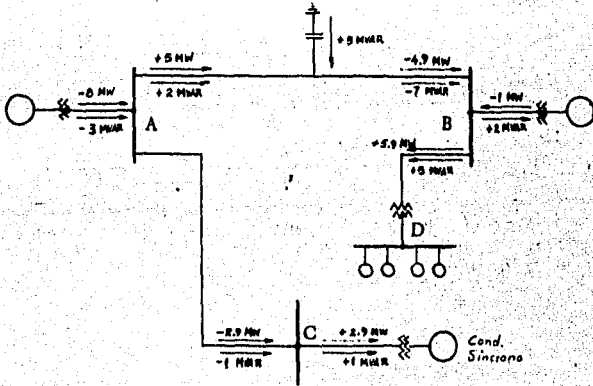 +5 MVAR
+5 MW
-4.9 MW
-8 MW
+2 MVAR
-7 MVAR
-1 MW
-3 MVAR
A
B
+2 MVAR
+5.9 MW
+5 MVAR
D
-2.9 MW
C
+2.9 MW
-1 MVAR
+1 MVAR
Cond.
Sincrono